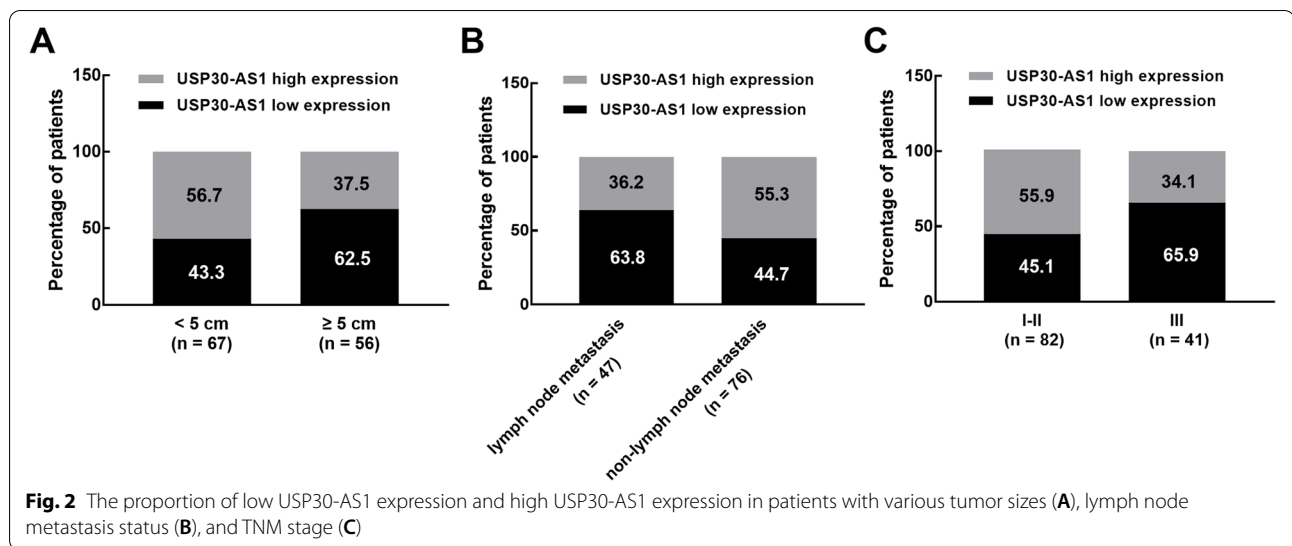 A
Percentage of patients
150
100
50
0
USP30-AS1 high expression
USP30-AS1 low expression
56.7
37.5
43.3
62.5
< 5 cm
(n = 67)
≥ 5 cm
(n = 56)
B
Percentage of patients
150
100
50
0
USP30-AS1 high expression
USP30-AS1 low expression
36.2
55.3
63.8
44.7
lymph node metastasis
(n = 47)
non-lymph node metastasis
(n = 76)
C
Percentage of patients
150
100
50
0
USP30-AS1 high expression
USP30-AS1 low expression
55.9
34.1
45.1
65.9
I-II
(n = 82)
III
(n = 41)
Fig. 2 The proportion of low USP30-AS1 expression and high USP30-AS1 expression in patients with various tumor sizes (A), lymph node
metastasis status (B), and TNM stage (C)